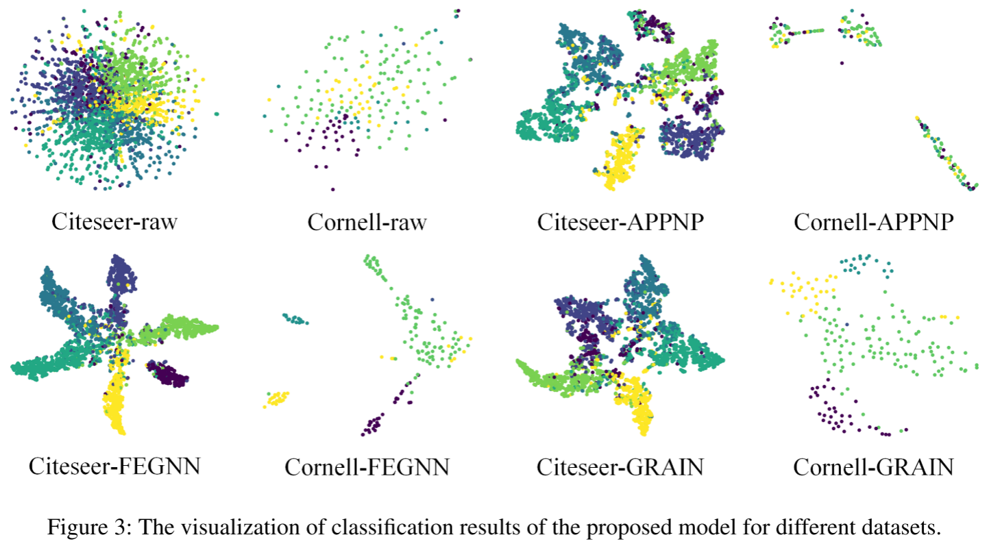 Citeseer-raw
Cornell-raw
Citeseer-APPNP
Cornell-APPNP
Citeseer-FEGNN
Cornell-FEGNN
Citeseer-GRAIN
Cornell-GRAIN
Figure 3: The visualization of classification results of the proposed model for different datasets.